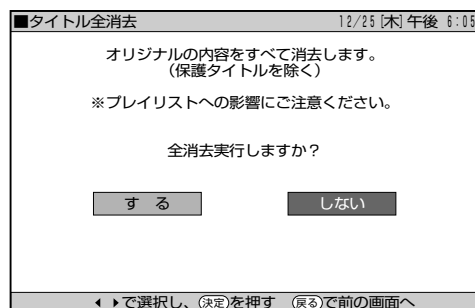 ■タイトル全消去 12/25[木]午後 6:05
オリジナルの内容をすべて消去します。
(保護タイトルを除く)
※プレイリストへの影響にご注意ください。
全消去実行しますか？
する しない
◀ ▶で選択し、決定を押す 戻るで前の画面へ